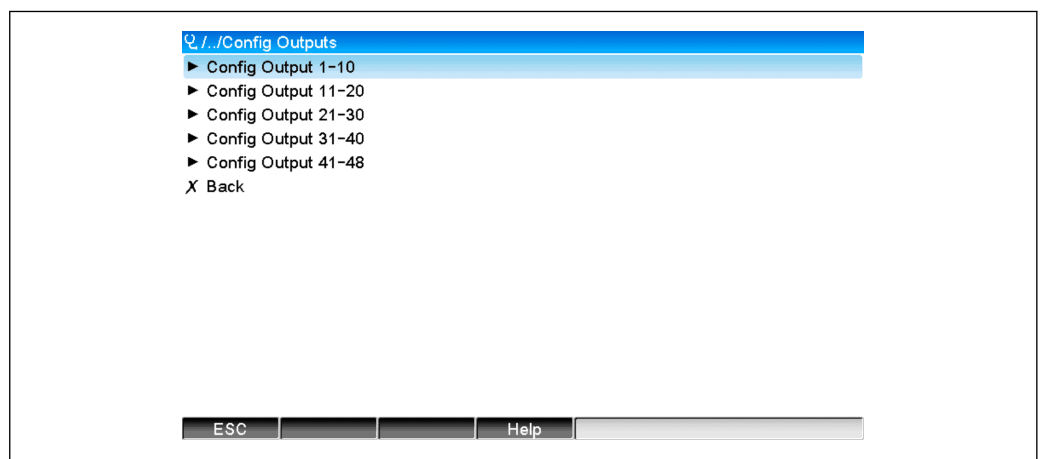 /../Config Outputs
► Config Output 1-10
► Config Output 11-20
► Config Output 21-30
► Config Output 31-40
► Config Output 41-48
X Back
ESC Help